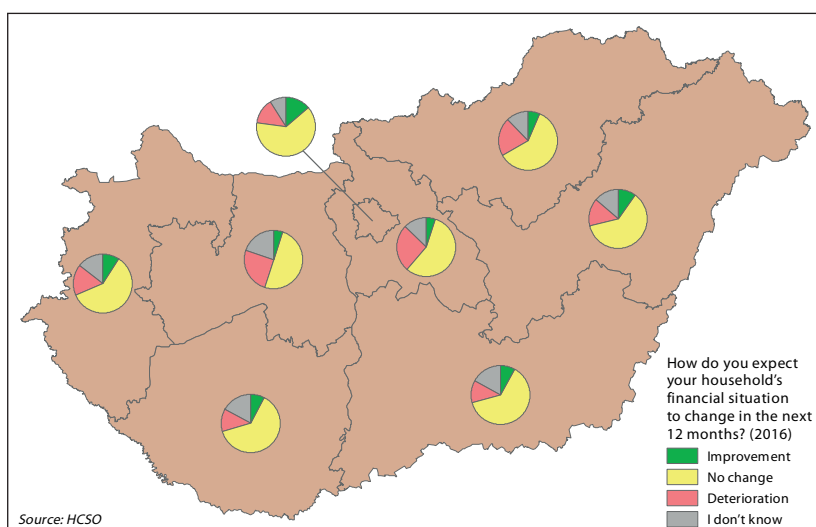 How do you expect
your household's
financial situation
to change in the next
12 months? (2016)
Improvement
No change
Deterioration
I don't know
Source: HCSO